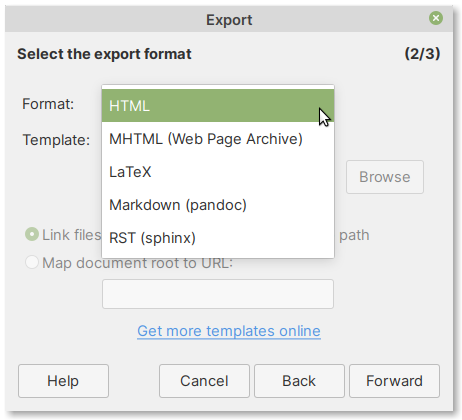 Export
Select the export format (2/3)
Format: HTML
Template: MHTML (Web Page Archive)
LaTeX
Browse
Markdown (pandoc)
RST (sphinx)
Link files path
Map document root to URL:
Get more templates online
Help Cancel Back Forward